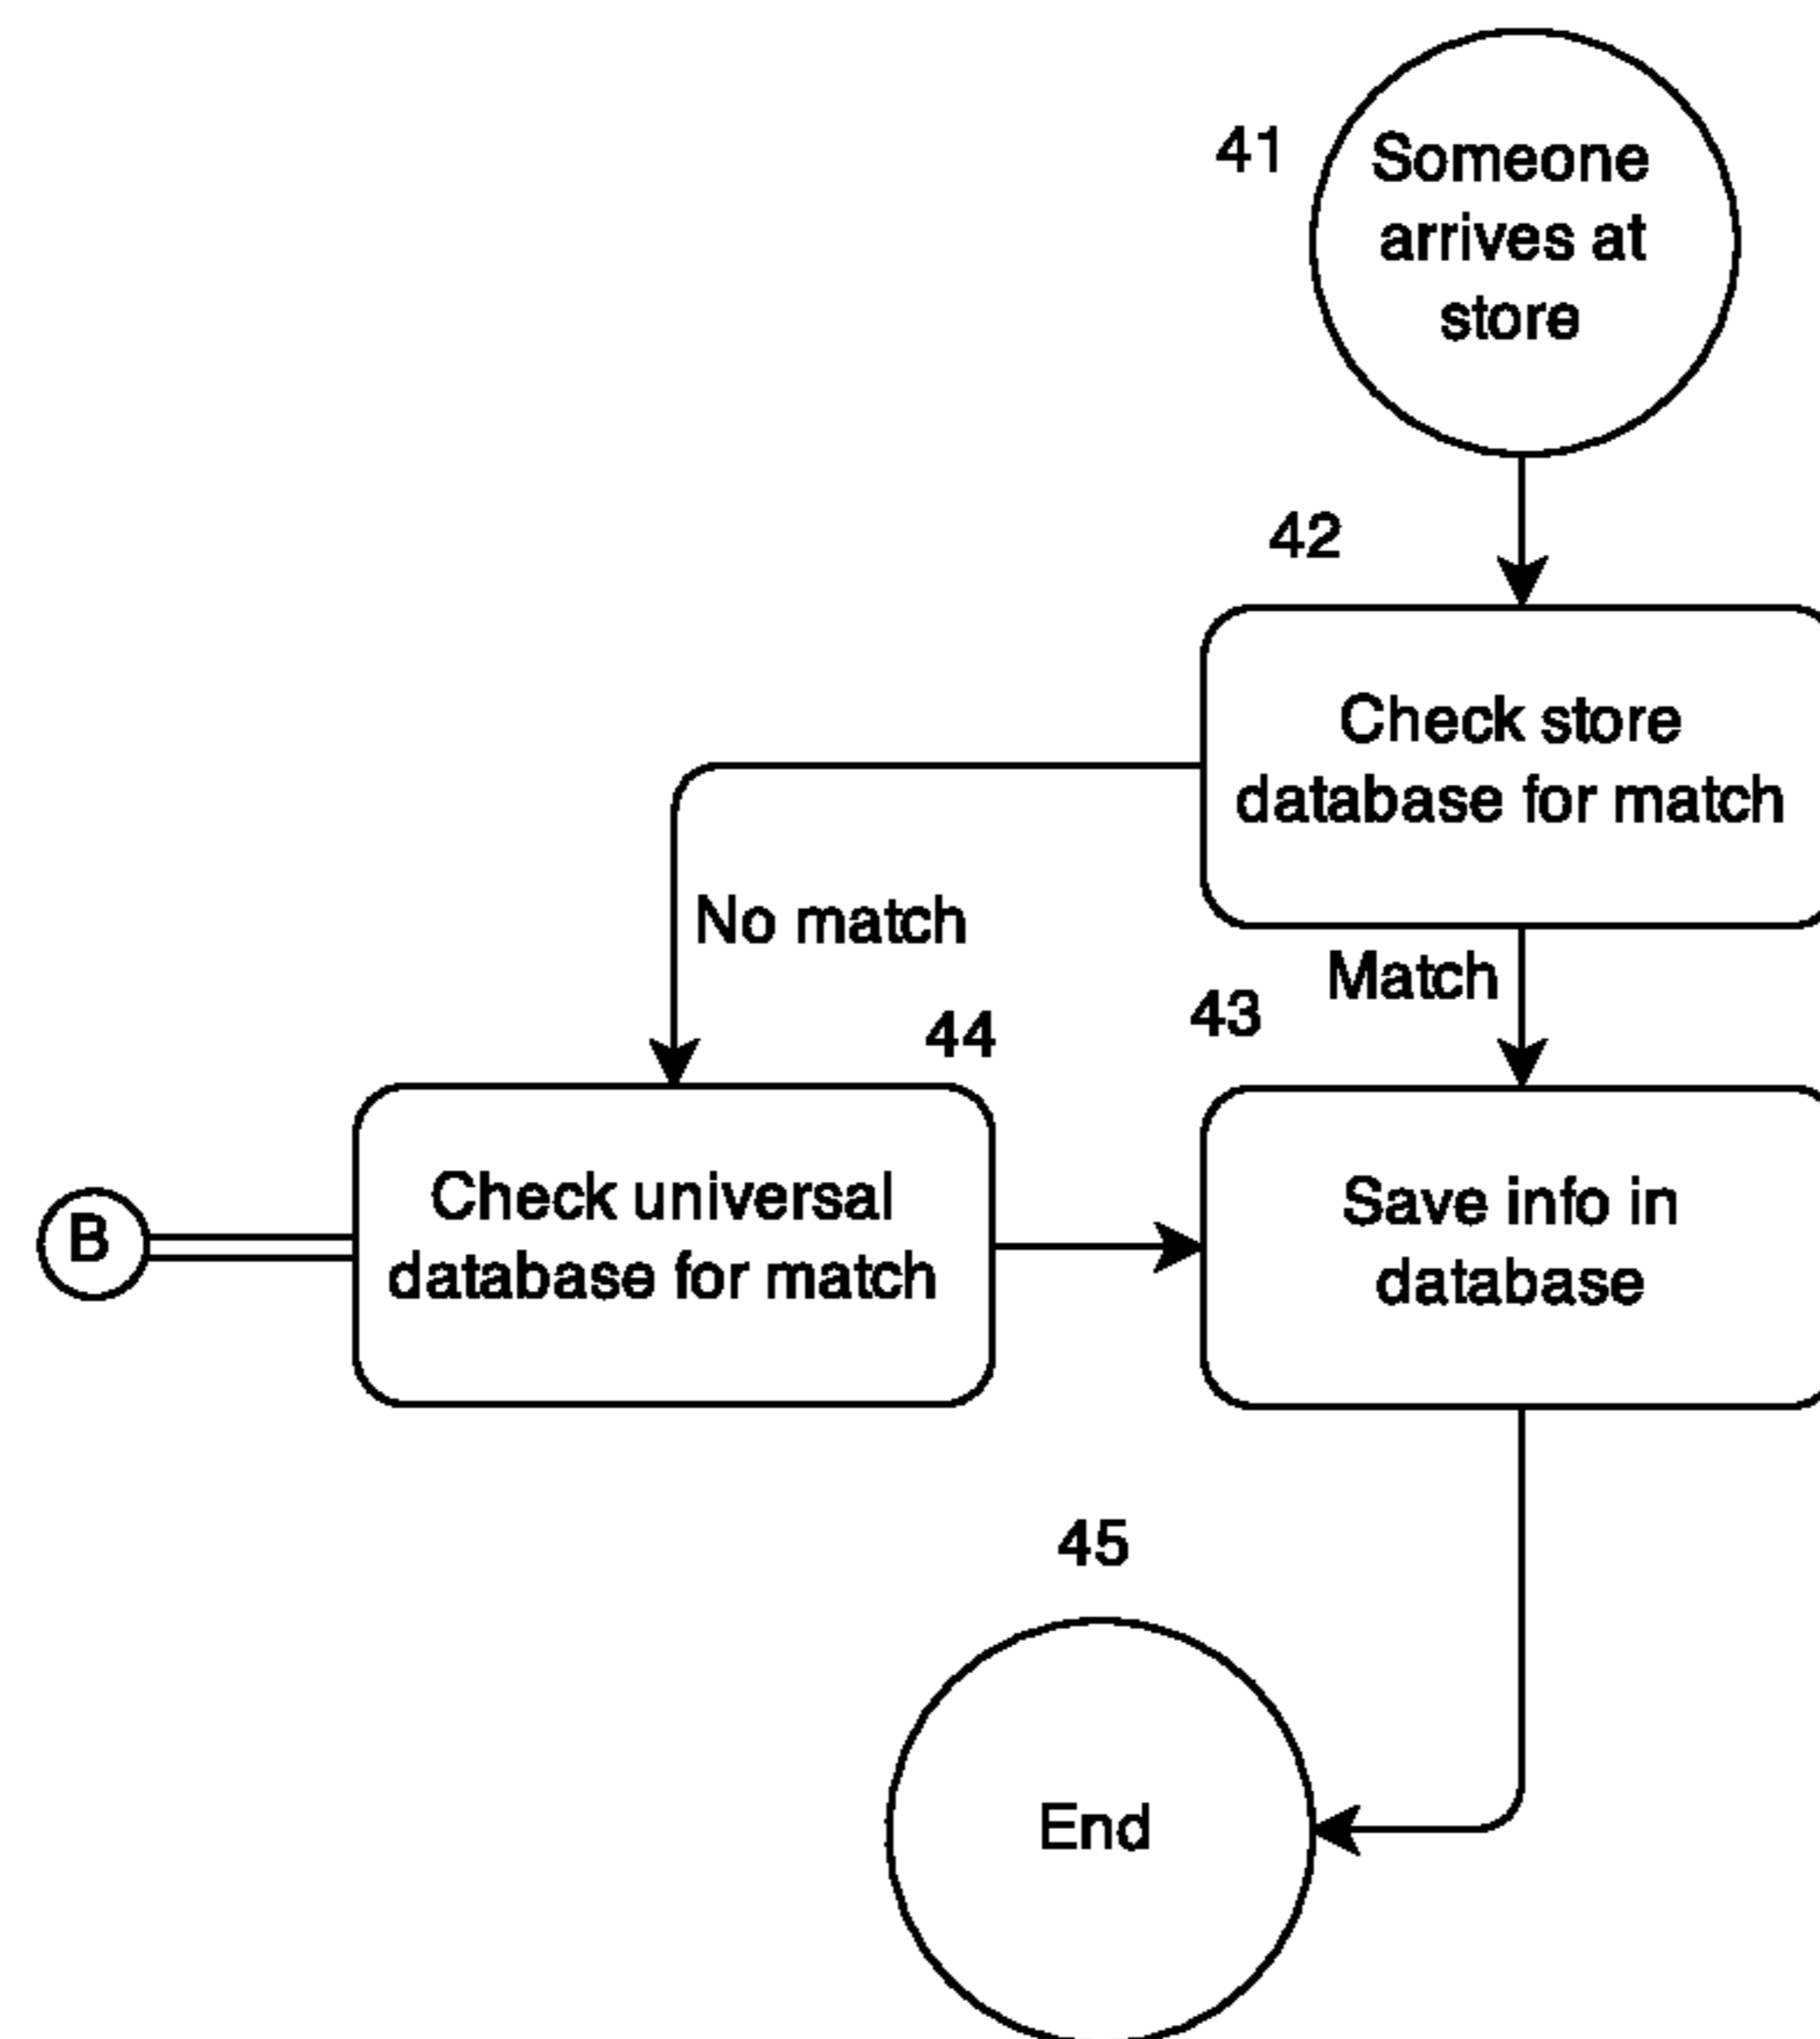 41
Someone
arrives at
store
42
Check store
database for match
No match
Match
44
43
B
Check universal
database for match
Save info in
database
45
End